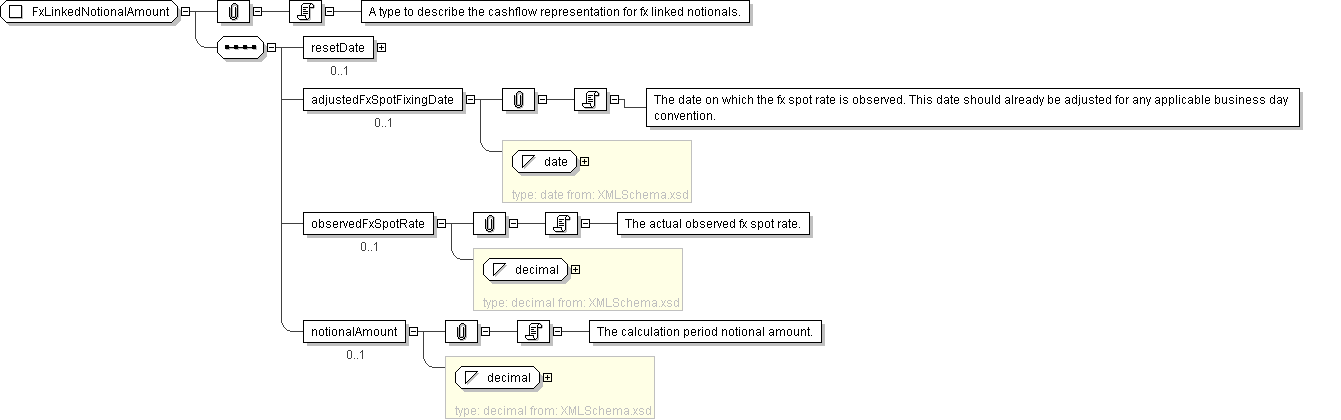 FxLinkedNotionalAmount
A type to describe the cashflow representation for fx linked notionals.
resetDate
0..1
adjustedFxSpotFixingDate
0..1
The date on which the fx spot rate is observed. This date should already be adjusted for any applicable business day
convention.
date
type: date from: XMLSchema.xsd
observedFxSpotRate
0..1
The actual observed fx spot rate.
decimal
type: decimal from: XMLSchema.xsd
notionalAmount
0..1
The calculation period notional amount.
decimal
type: decimal from: XMLSchema.xsd